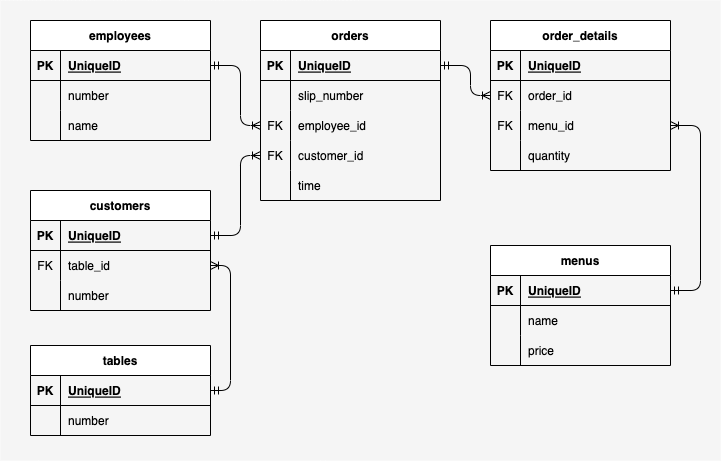 employees
PK UniqueID
number
name
orders
PK UniqueID
slip_number
FK employee_id
FK customer_id
time
order_details
PK UniqueID
FK order_id
FK menu_id
quantity
customers
PK UniqueID
FK table_id
number
menus
PK UniqueID
name
price
tables
PK UniqueID
number